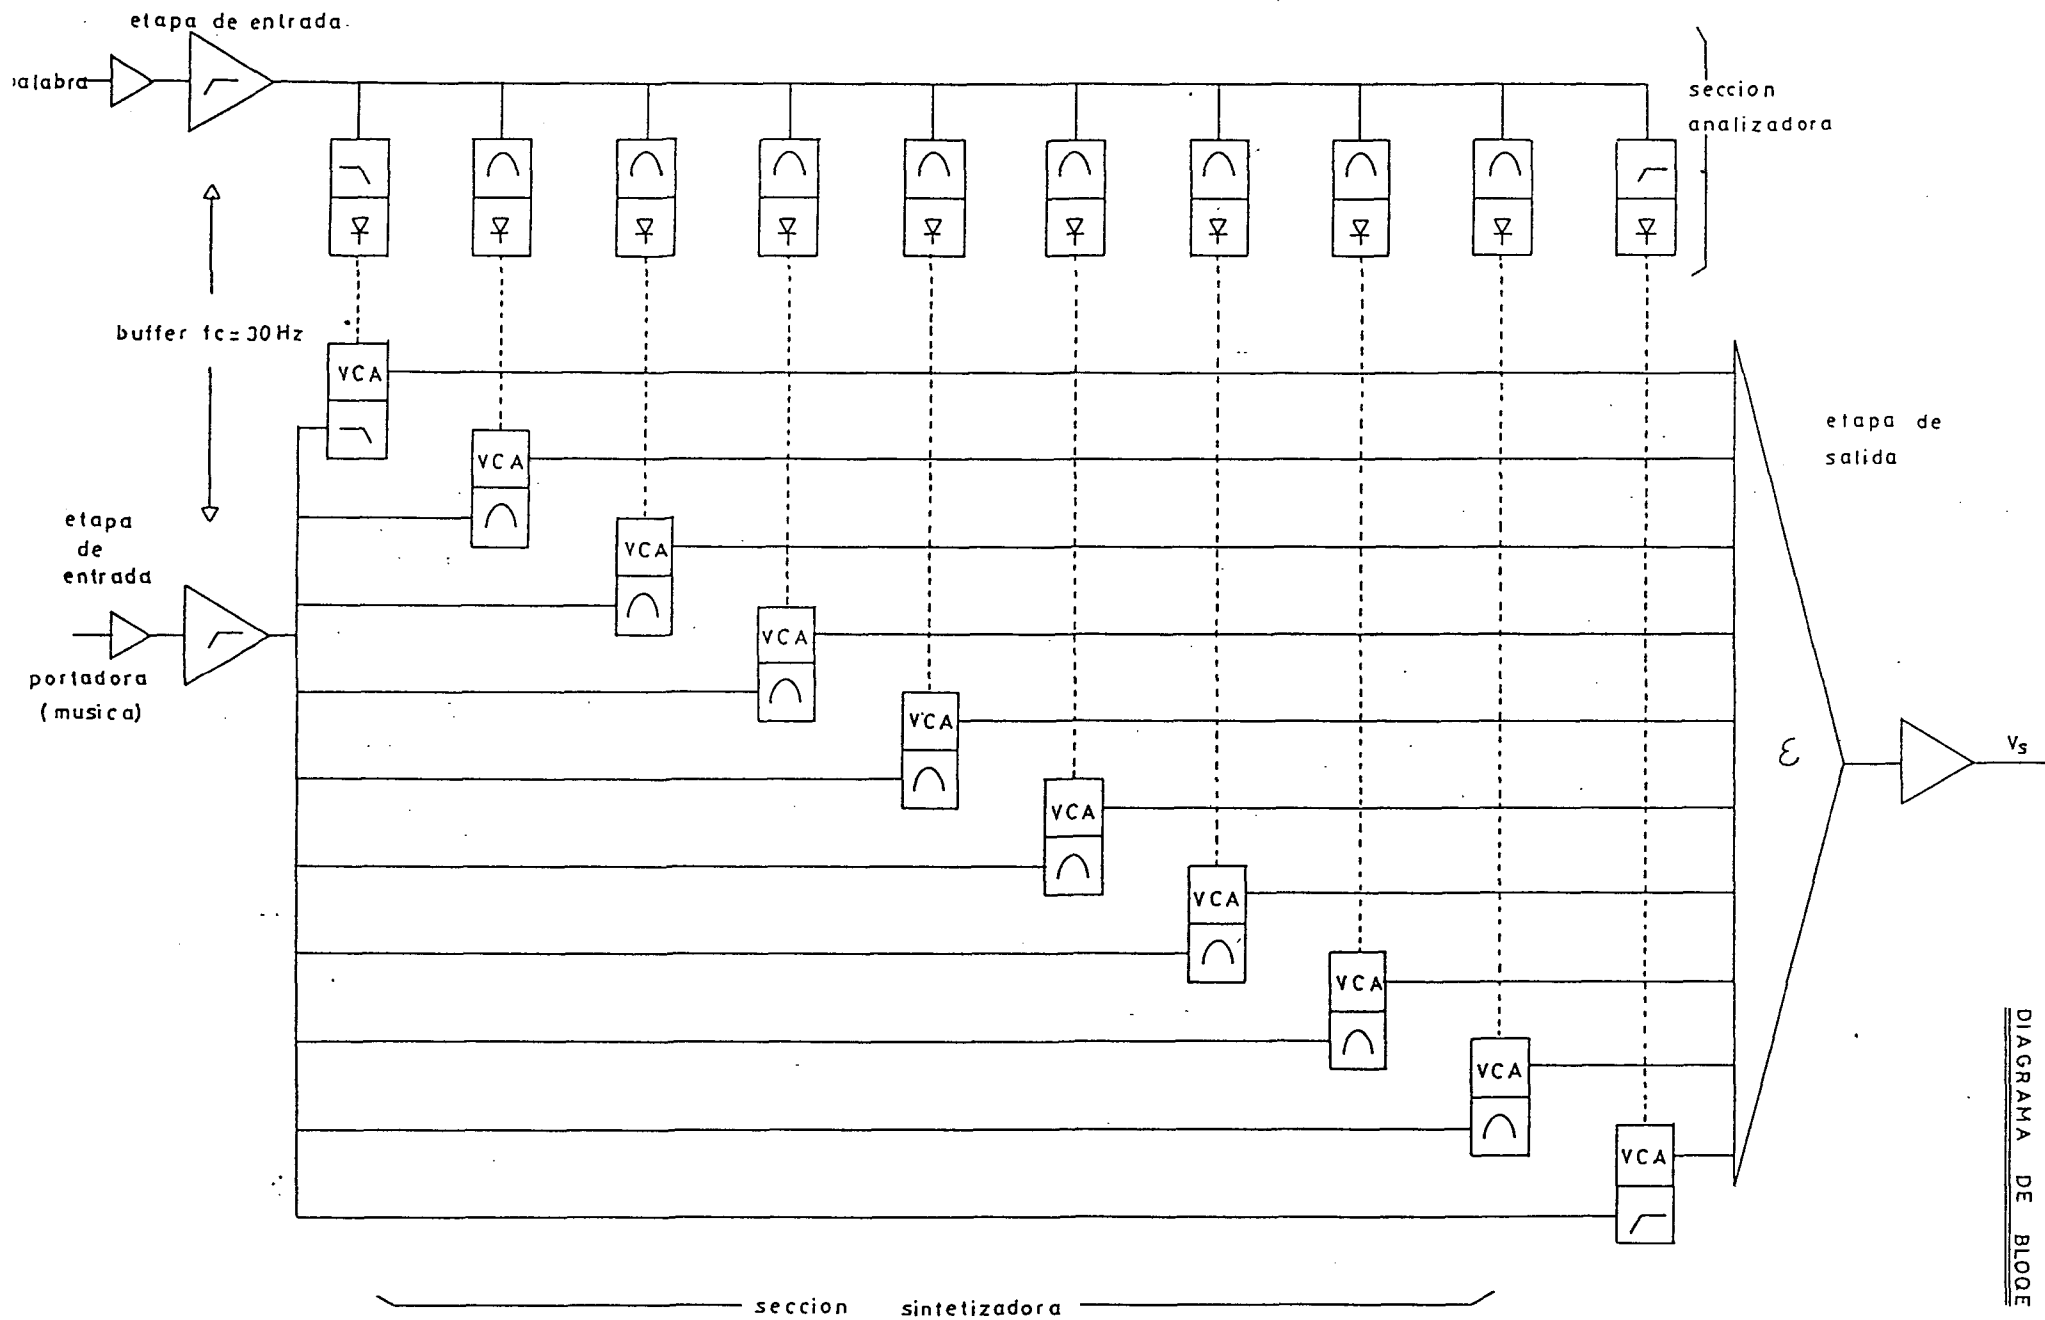 etapa de entrada.
palabra
seccion
analizadora
buffer fc=30Hz
VCA
etapa de
salida
VCA
etapa
de
entrada
VCA
VCA
portadora
(musica)
VCA
VCA
VCA
VCA
VCA
VCA
ε
Vs
DIAGRAMA DE BLOQE
seccion sintetizadora